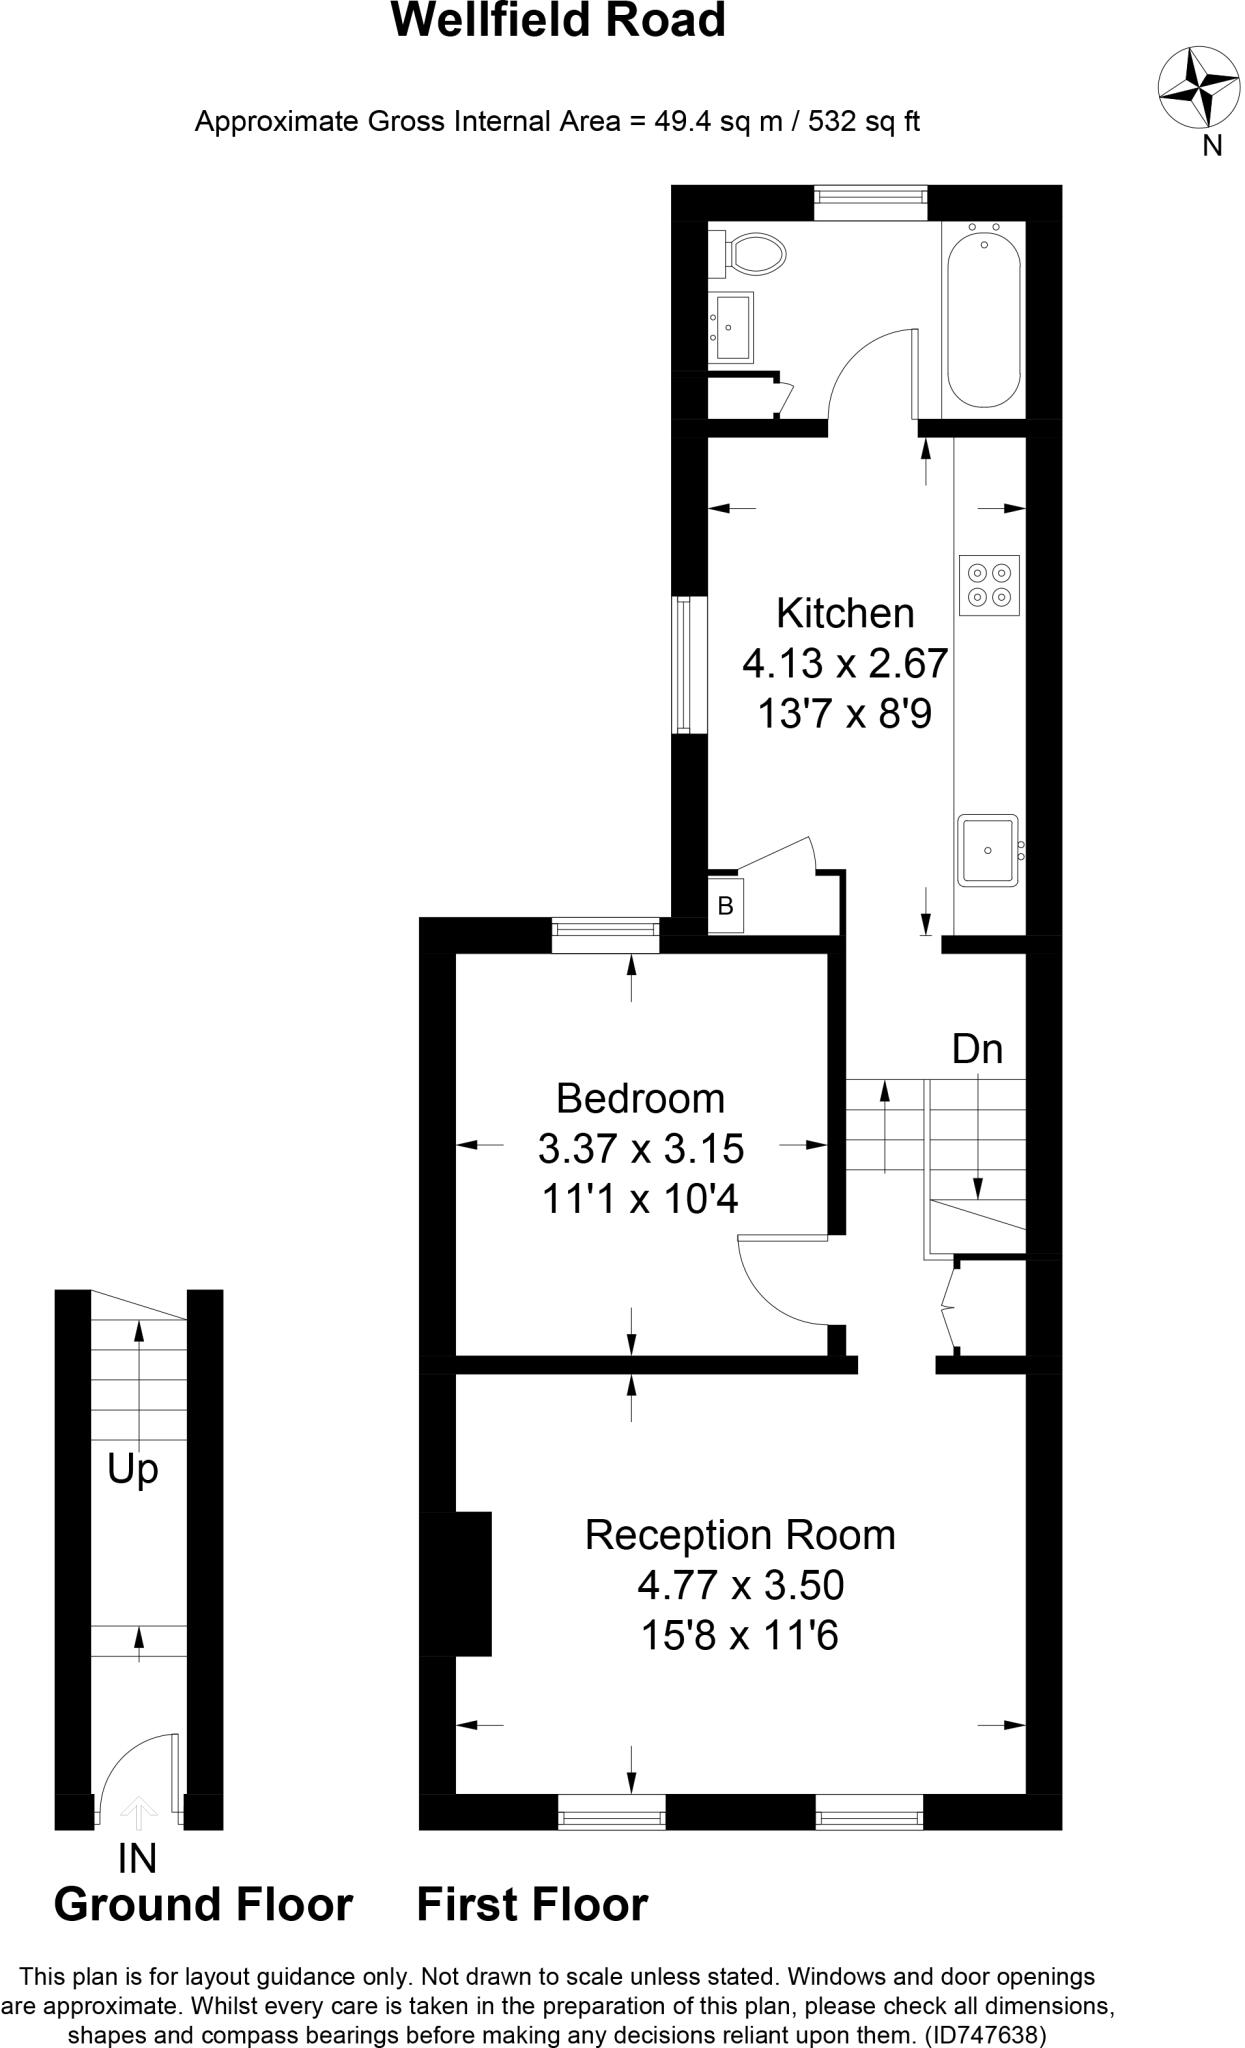 Wellfield Road
Approximate Gross Internal Area = 49.4 sq m / 532 sq ft
N
Kitchen
4.13 x 2.67
13'7 x 8'9
B
Dn
Bedroom
3.37 x 3.15
11'1 x 10'4
Up
Reception Room
4.77 x 3.50
15'8 x 11'6
IN
Ground Floor
First Floor
This plan is for layout guidance only. Not drawn to scale unless stated. Windows and door openings
are approximate. Whilst every care is taken in the preparation of this plan, please check all dimensions,
shapes and compass bearings before making any decisions reliant upon them. (ID747638)